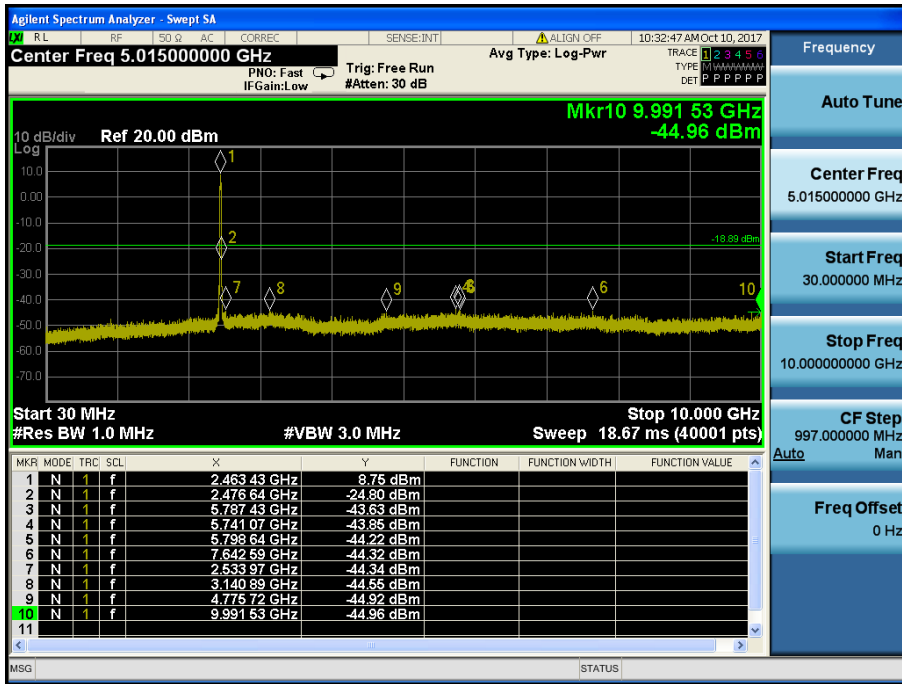 Agilent Spectrum Analyzer - Swept SA
LXI RL RF 50 Ω AC CORREC SENSE:INT ALIGN OFF 10:32:47 AM Oct 10, 2017
Center Freq 5.015000000 GHz
PNO: Fast
IFGain:Low
Trig: Free Run
#Atten: 30 dB
Avg Type: Log-Pwr
TRACE 1 2 3 4 5 6
TYPE M W W W W W
DET P P P P P P
Mkr10 9.991 53 GHz
-44.96 dBm
10 dB/div Ref 20.00 dBm
Log
10.0
0.00
-10.0
-20.0
-30.0
-40.0
-50.0
-60.0
-70.0
1
2
-18.89 dBm
7 8 9 6 10
Start 30 MHz Stop 10.000 GHz
#Res BW 1.0 MHz #VBW 3.0 MHz Sweep 18.67 ms (40001 pts)
MKR MODE TRC SCL X Y FUNCTION FUNCTION WIDTH FUNCTION VALUE
1 N 1 f 2.463 43 GHz 8.75 dBm
2 N 1 f 2.476 64 GHz -24.80 dBm
3 N 1 f 5.787 43 GHz -43.63 dBm
4 N 1 f 5.741 07 GHz -43.85 dBm
5 N 1 f 5.798 64 GHz -44.22 dBm
6 N 1 f 7.642 59 GHz -44.32 dBm
7 N 1 f 2.533 97 GHz -44.34 dBm
8 N 1 f 3.140 89 GHz -44.55 dBm
9 N 1 f 4.775 72 GHz -44.92 dBm
10 N 1 f 9.991 53 GHz -44.96 dBm
11
MSG STATUS
Frequency
Auto Tune
Center Freq
5.015000000 GHz
Start Freq
30.000000 MHz
Stop Freq
10.000000000 GHz
CF Step
997.000000 MHz
Auto Man
Freq Offset
0 Hz